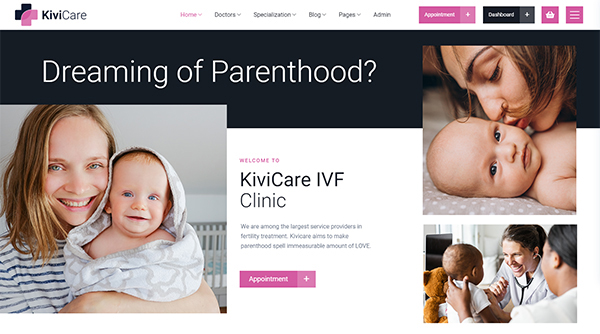 KiviCare
Home Doctors Specialization Blog Pages Admin
Appointment + Dashboard +
Dreaming of Parenthood?
WELCOME TO
KiviCare IVF
Clinic
We are among the largest service providers in
fertility treatment. Kivicare aims to make
parenthood spell immeasurable amount of LOVE.
Appointment +